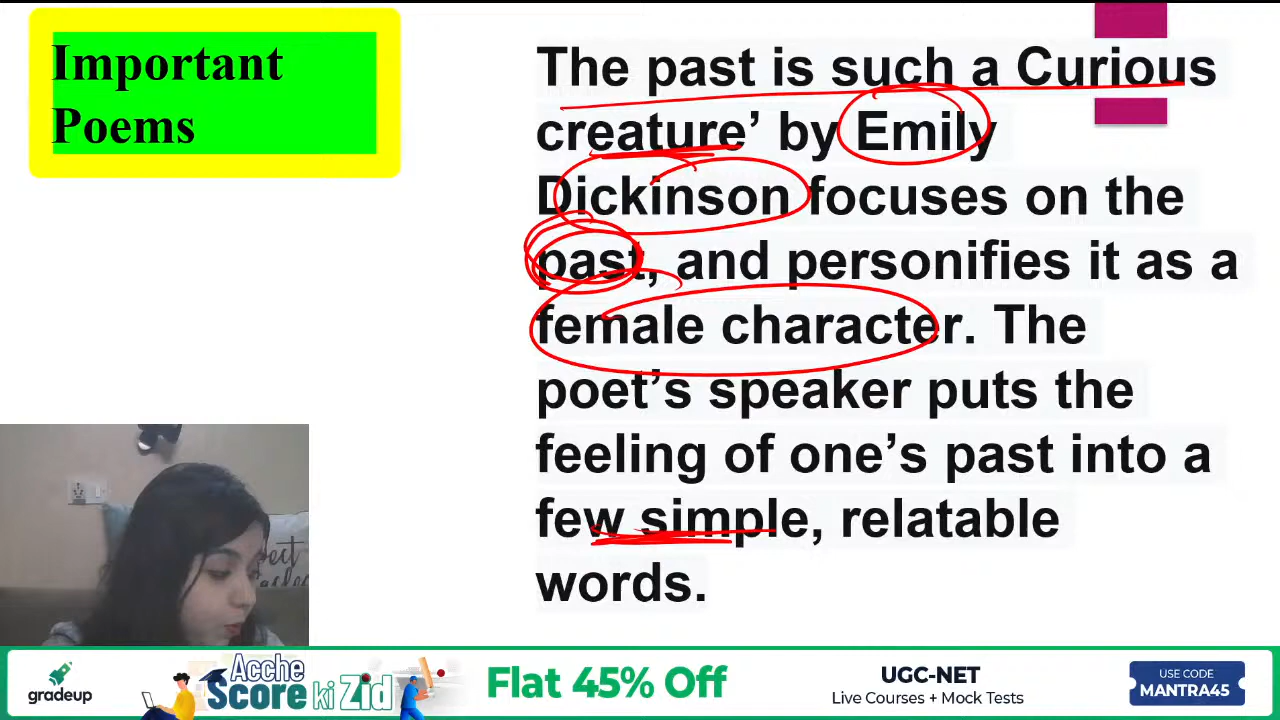 Important
Poems
The past is such a Curious
creature’ by Emily
Dickinson focuses on the
past, and personifies it as a
female character. The
poet’s speaker puts the
feeling of one’s past into a
few simple, relatable
words.
gradeup
Acche
Score ki Zid
Flat 45% Off
UGC-NET
Live Courses + Mock Tests
USE CODE
MANTRA45